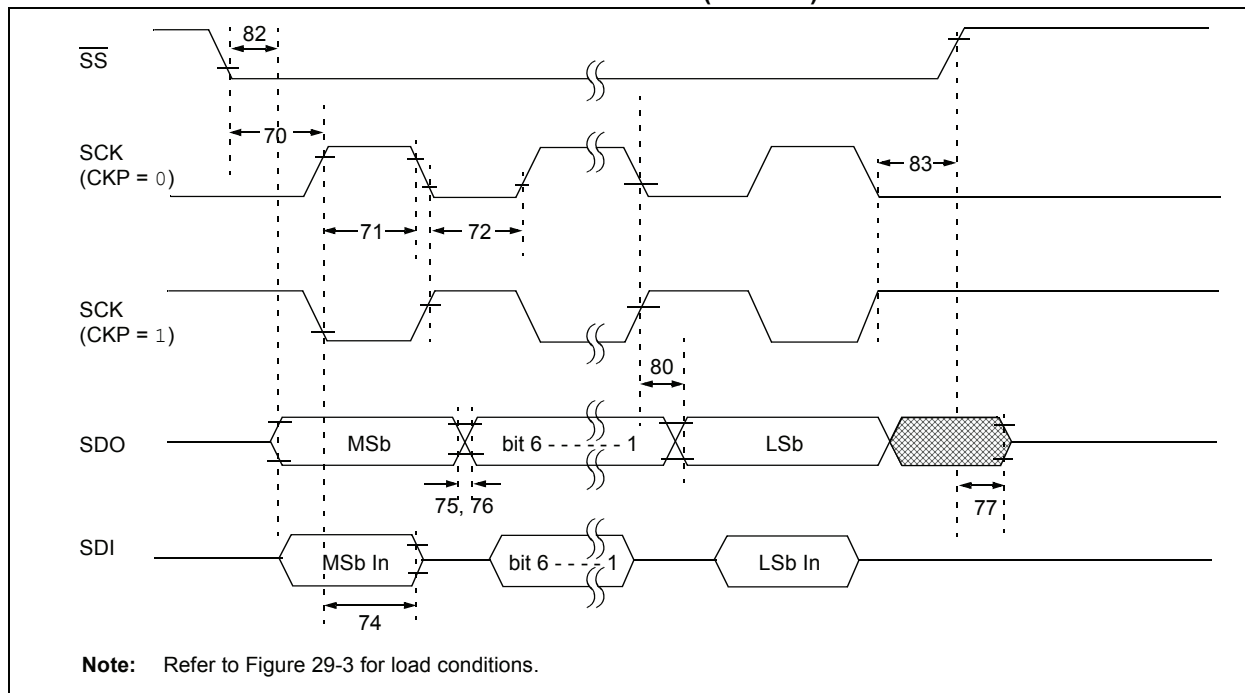 82
SS
70
SCK
(CKP = 0)
83
71
72
SCK
(CKP = 1)
80
SDO
MSb
bit 6 - - - - - - 1
LSb
75, 76
77
SDI
MSb In
bit 6 - - - - 1
LSb In
74
Note: Refer to Figure 29-3 for load conditions.